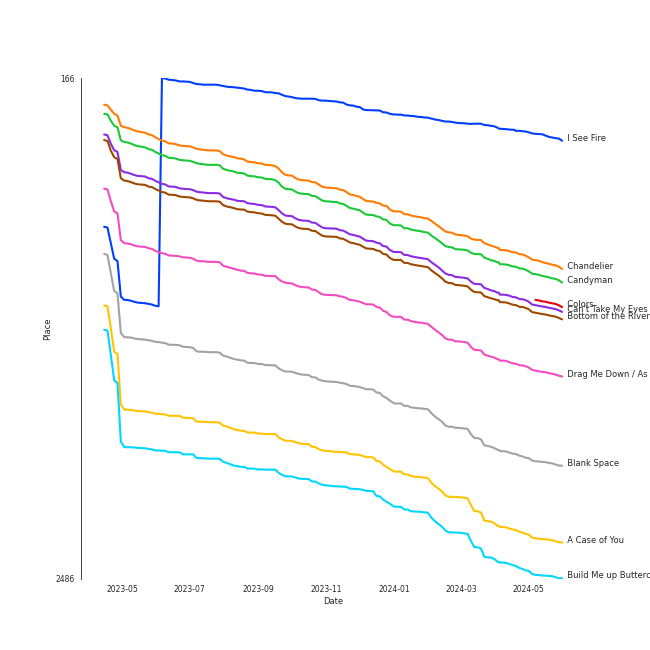 166
I See Fire
Chandelier
Candyman
Colors
Can't Take My Eyes
Bottom of the River
Place
Drag Me Down / As
Blank Space
A Case of You
Build Me up Butterc
2486
2023-05 2023-07 2023-09 2023-11 2024-01 2024-03 2024-05
Date